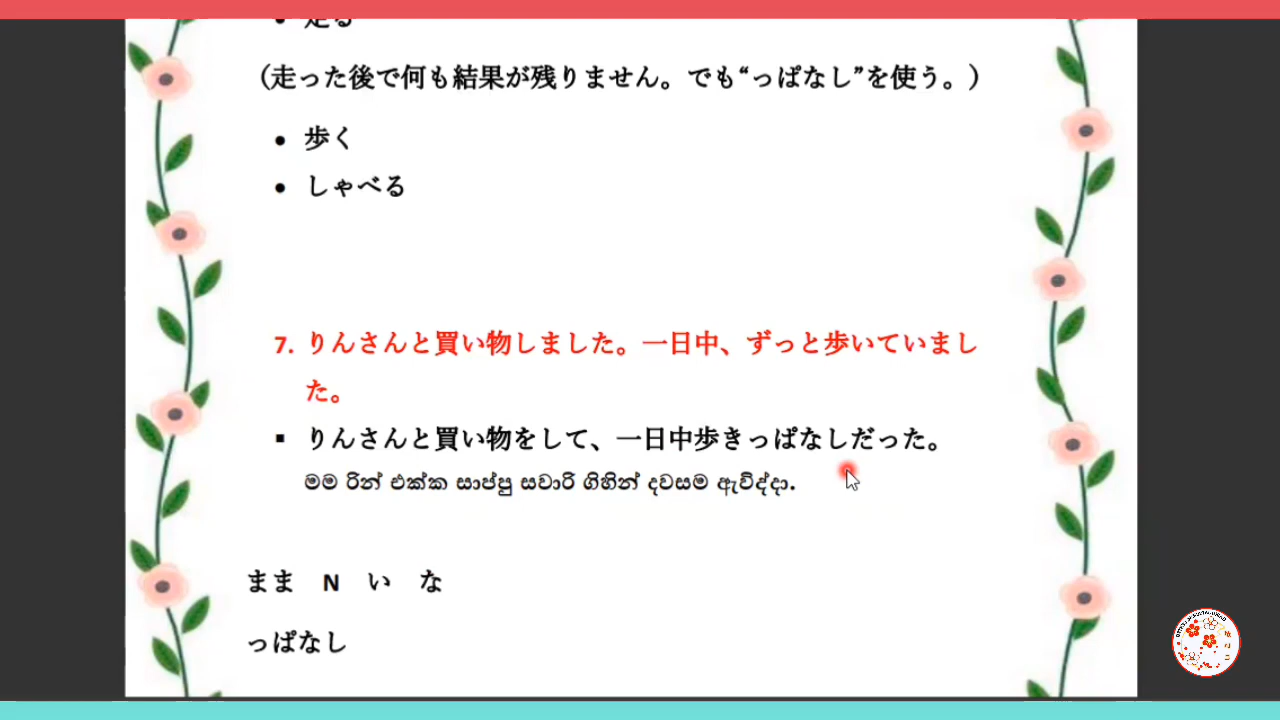 • 走る
（走った後で何も結果が残りません。でも“っぱなし”を使う。）
• 歩く
• しゃべる
7. りんさんと買い物しました。一日中、ずっと歩いていまし
た。
▪ りんさんと買い物をして、一日中歩きっぱなしだった。
මම රින් එක්ක සාප්පු සවාරි ගිහින් දවසම ඇවිද්දා.
まま N い な
っぱなし